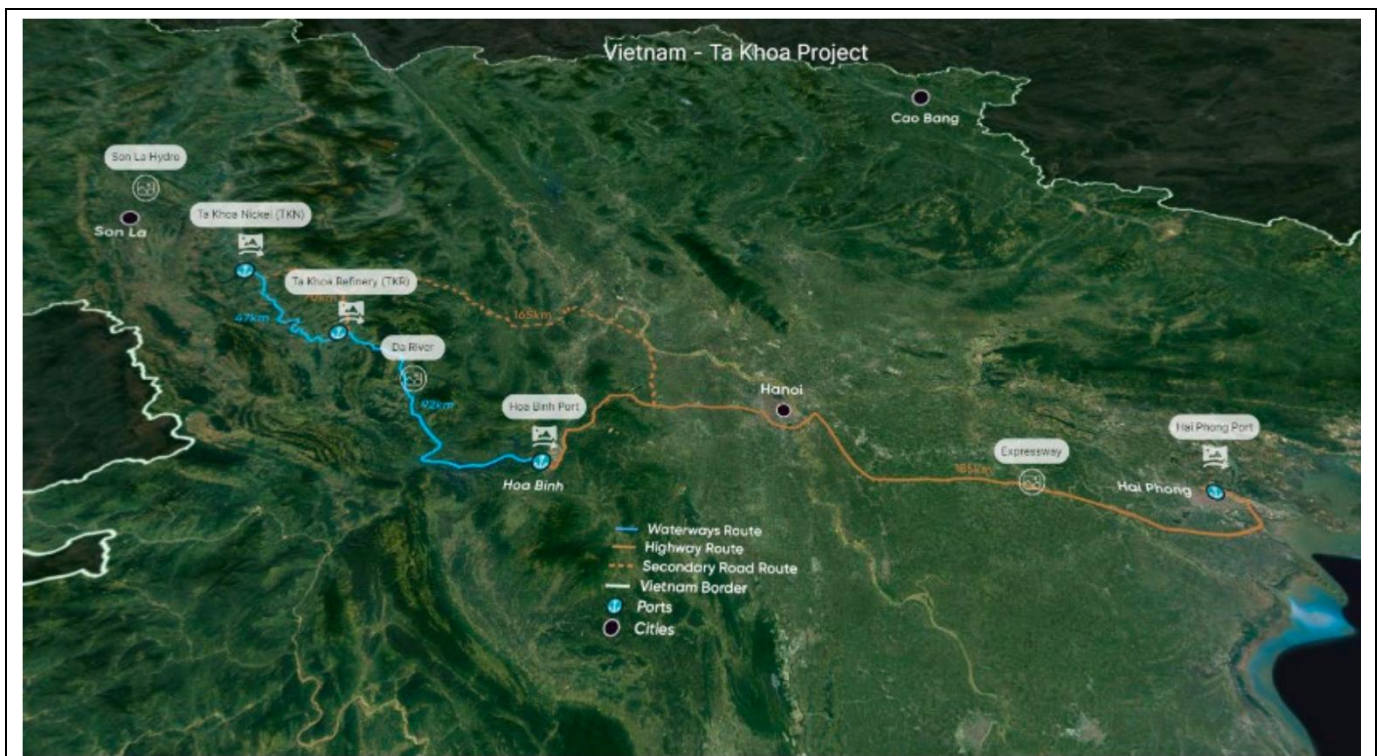 Vietnam - Ta Khoa Project
Cao Bang
Son La Hydro
Son La
Ta Khoa Nickel (TKN)
Ta Khoa Refinery (TKR)
47km
165km
Da River
92km
Hoa Binh Port
Hoa Binh
Hanoi
Expressway
185km
Hai Phong Port
Hai Phong
Waterways Route
Highway Route
Secondary Road Route
Vietnam Border
Ports
Cities